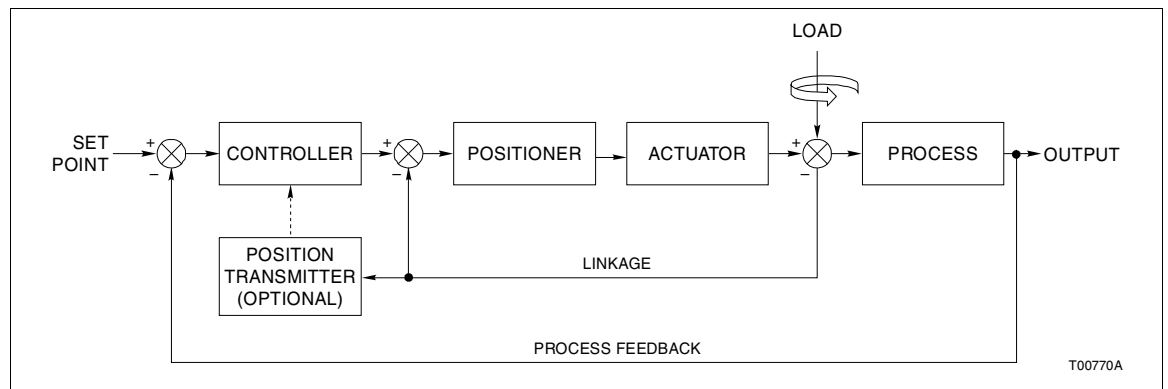 LOAD
SET
POINT
+
−
CONTROLLER
+
−
POSITIONER
ACTUATOR
+
−
PROCESS
OUTPUT
POSITION
TRANSMITTER
(OPTIONAL)
LINKAGE
PROCESS FEEDBACK
T00770A